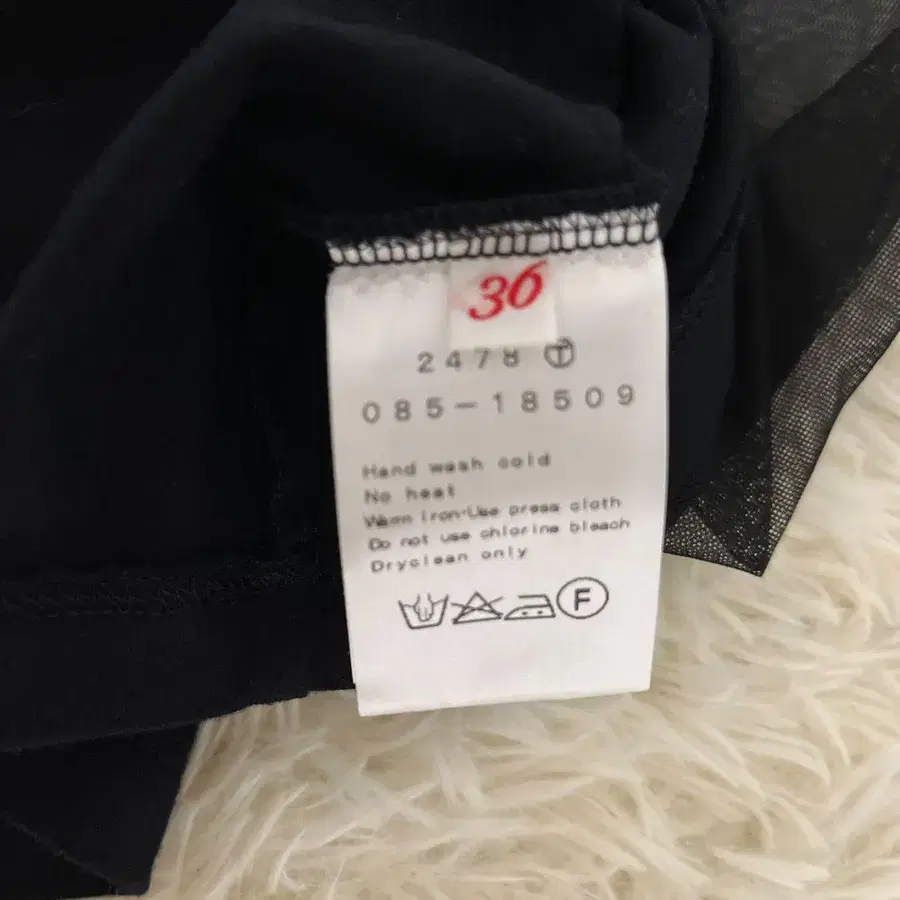 36
2478 Ⓣ
085-18509
Hand wash cold
No heat
Warm iron-Use press cloth
Do not use chlorine bleach
Dryclean only
F